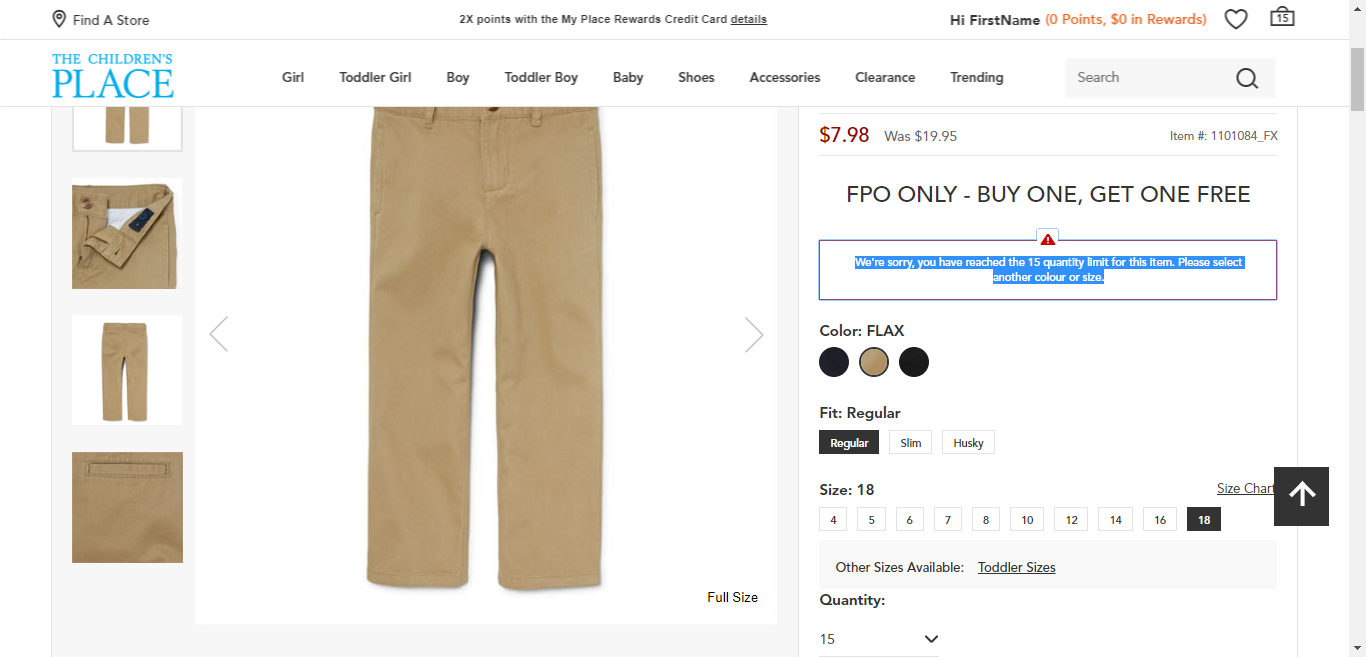 Find A Store
2X points with the My Place Rewards Credit Card details
Hi FirstName (0 Points, $0 in Rewards)
15
THE CHILDREN'S
PLACE
Girl
Toddler Girl
Boy
Toddler Boy
Baby
Shoes
Accessories
Clearance
Trending
Search
$7.98
Was $19.95
Item #: 1101084_FX
FPO ONLY - BUY ONE, GET ONE FREE
We're sorry, you have reached the 15 quantity limit for this item. Please select
another colour or size.
Color: FLAX
Fit: Regular
Regular
Slim
Husky
Size: 18
Size Chart
4
5
6
7
8
10
12
14
16
18
Other Sizes Available: Toddler Sizes
Quantity:
15
Full Size